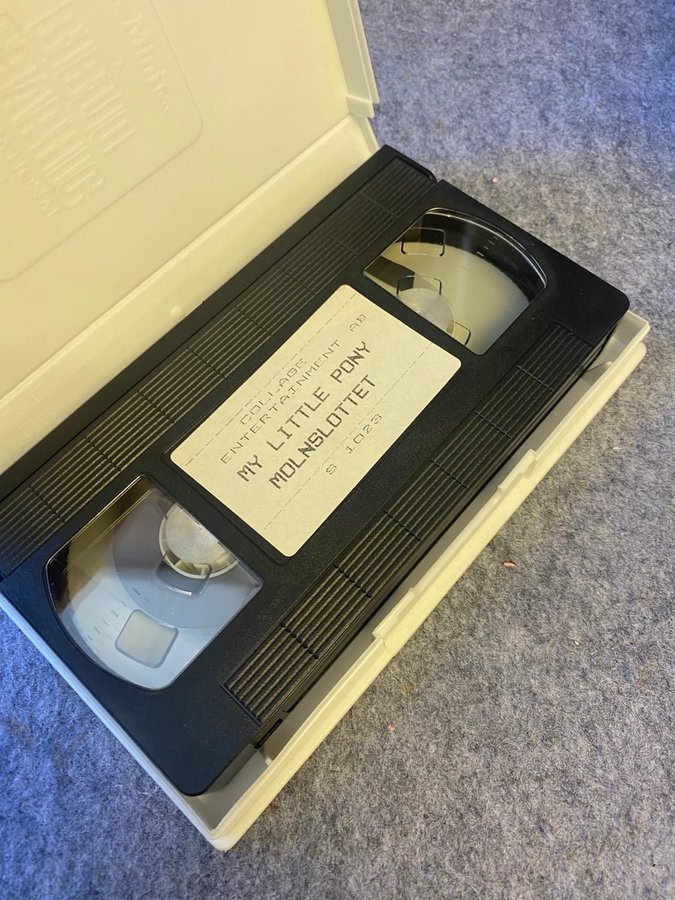 COLLAGE
ENTERTAINMENT AB
MY LITTLE PONY
MOLNSLOTTET
S 1023